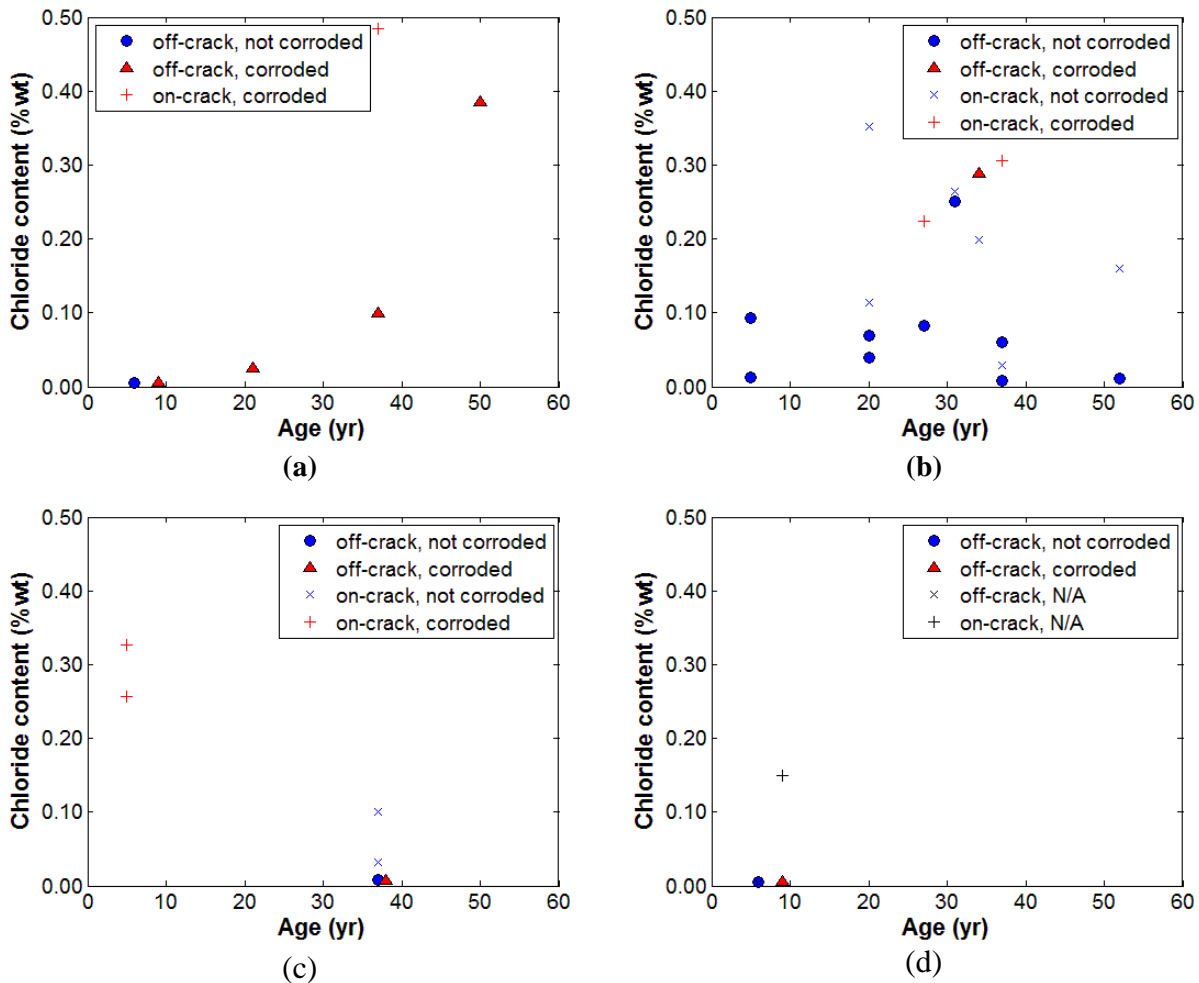 0.50
0.40
0.30
0.20
0.10
0.00
Chloride content (%wt)
off-crack, not corroded
off-crack, corroded
on-crack, corroded
0 10 20 30 40 50 60
Age (yr)
(a)
0.50
0.40
0.30
0.20
0.10
0.00
Chloride content (%wt)
off-crack, not corroded
off-crack, corroded
on-crack, not corroded
on-crack, corroded
0 10 20 30 40 50 60
Age (yr)
(b)
0.50
0.40
0.30
0.20
0.10
0.00
Chloride content (%wt)
off-crack, not corroded
off-crack, corroded
on-crack, not corroded
on-crack, corroded
0 10 20 30 40 50 60
Age (yr)
(c)
0.50
0.40
0.30
0.20
0.10
0.00
Chloride content (%wt)
off-crack, not corroded
off-crack, corroded
off-crack, N/A
on-crack, N/A
0 10 20 30 40 50 60
Age (yr)
(d)